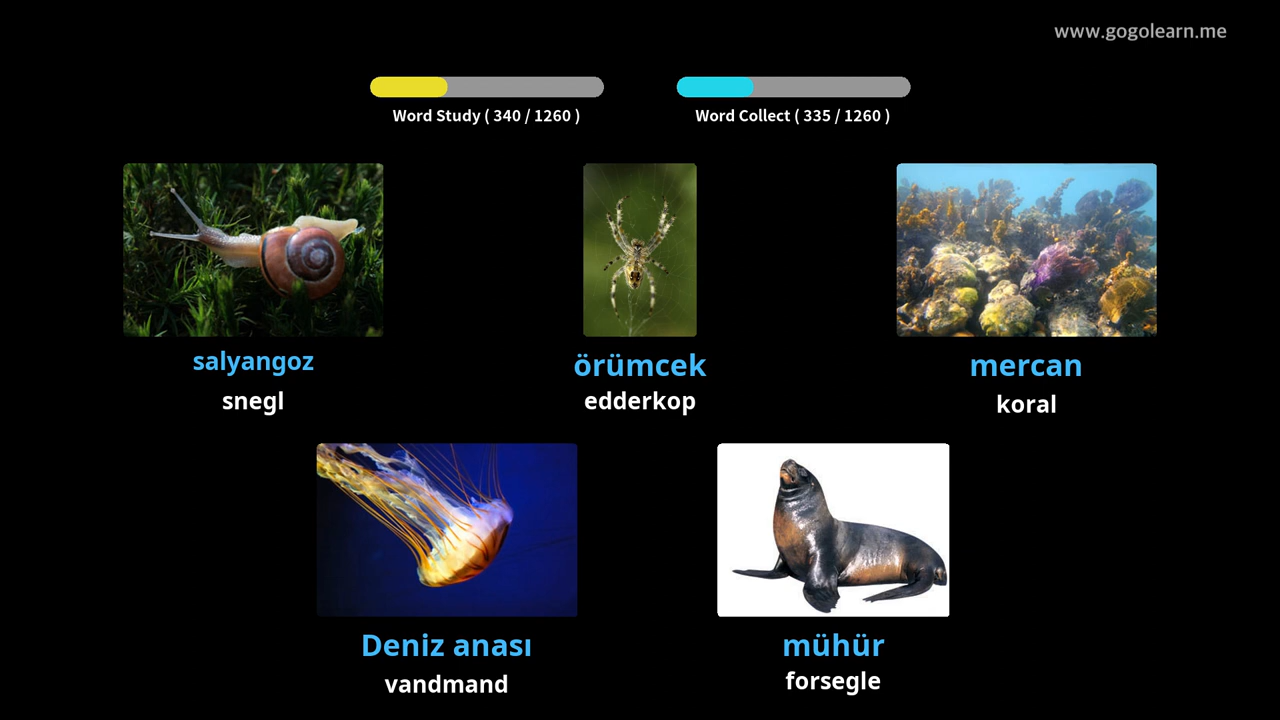 www.gogolearn.me
Word Study ( 340 / 1260 )
Word Collect ( 335 / 1260 )
salyangoz
snegl
örümcek
edderkop
mercan
koral
Deniz anası
vandmand
mühür
forsegle